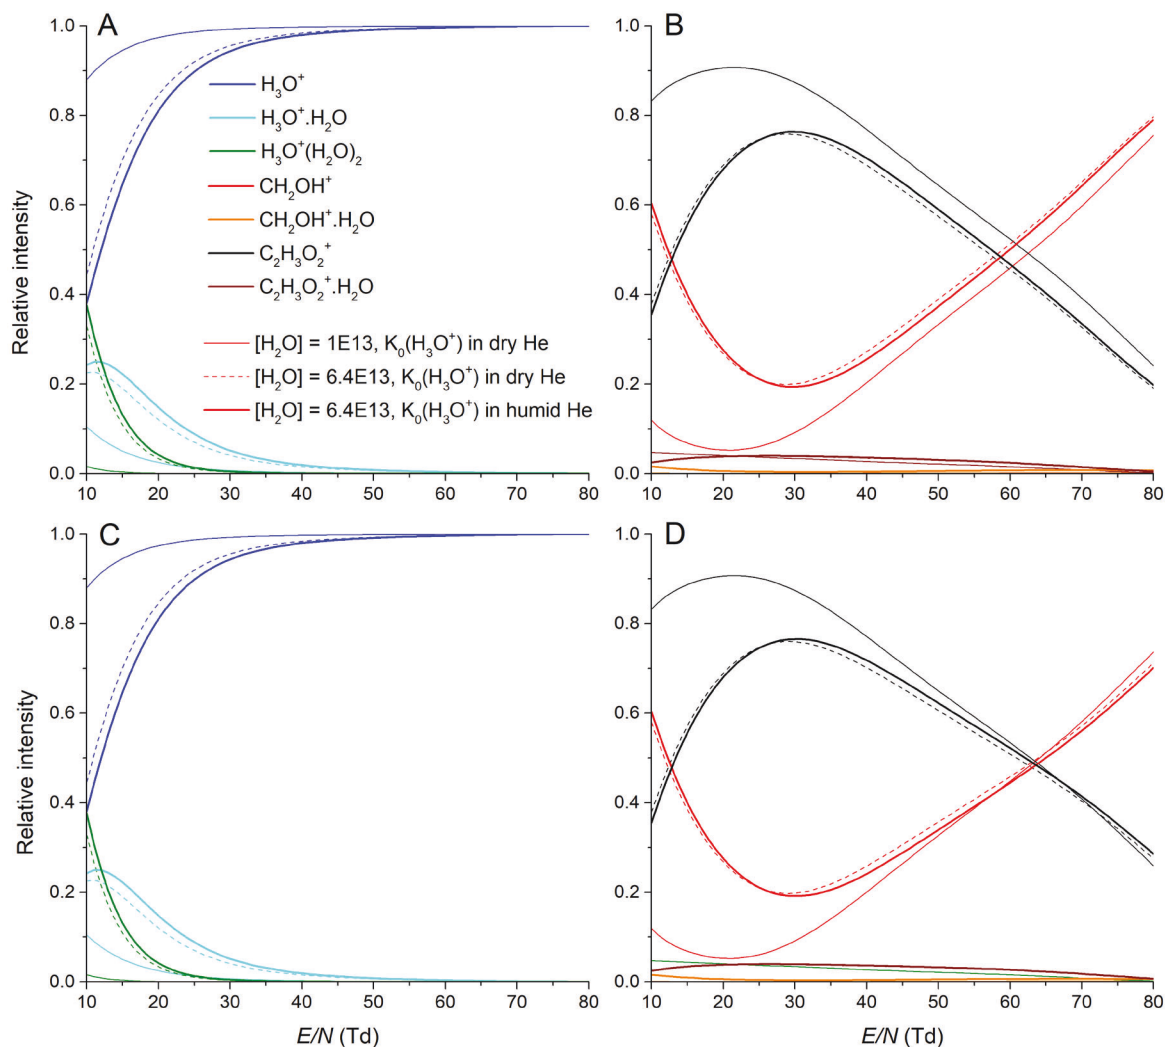 A
B
1.0
0.8
0.6
0.4
0.2
0.0
Relative intensity
H₃O⁺
H₃O⁺.H₂O
H₃O⁺(H₂O)₂
CH₂OH⁺
CH₂OH⁺.H₂O
C₂H₃O₂⁺
C₂H₃O₂⁺.H₂O
[H₂O] = 1E13, K₀(H₃O⁺) in dry He
[H₂O] = 6.4E13, K₀(H₃O⁺) in dry He
[H₂O] = 6.4E13, K₀(H₃O⁺) in humid He
10 20 30 40 50 60 70 80
1.0
0.8
0.6
0.4
0.2
0.0
10 20 30 40 50 60 70 80
C
D
1.0
0.8
0.6
0.4
0.2
0.0
Relative intensity
10 20 30 40 50 60 70 80
E/N (Td)
1.0
0.8
0.6
0.4
0.2
0.0
10 20 30 40 50 60 70 80
E/N (Td)